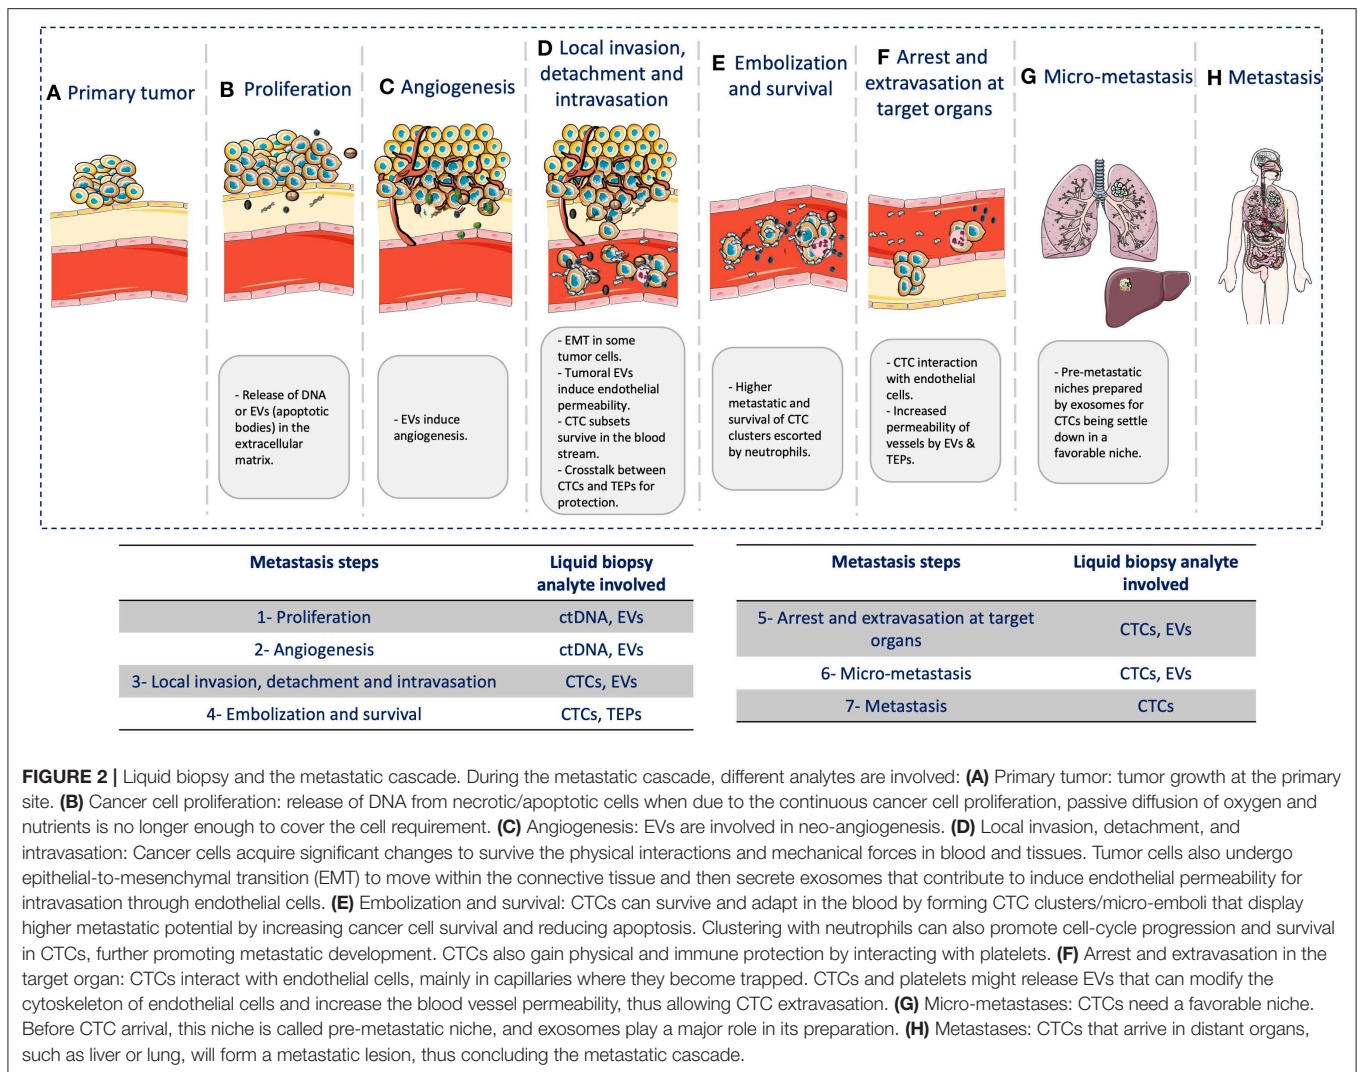 A Primary tumor
B Proliferation
C Angiogenesis
D Local invasion,
detachment and
intravasation
E Embolization
and survival
F Arrest and
extravasation at
target organs
G Micro-metastasis
H Metastasis
- Release of DNA
or EVs (apoptotic
bodies) in the
extracellular
matrix.
- EVs induce
angiogenesis.
- EMT in some
tumor cells.
- Tumoral EVs
induce endothelial
permeability.
- CTC subsets
survive in the blood
stream.
- Crosstalk between
CTCs and TEPs for
protection.
- Higher
metastatic and
survival of CTC
clusters escorted
by neutrophils.
- CTC interaction
with endothelial
cells.
- Increased
permeability of
vessels by EVs &
TEPs.
- Pre-metastatic
niches prepared
by exosomes for
CTCs being settle
down in a
favorable niche.
Metastasis steps
Liquid biopsy
analyte involved
1- Proliferation
ctDNA, EVs
2- Angiogenesis
ctDNA, EVs
3- Local invasion, detachment and intravasation
CTCs, EVs
4- Embolization and survival
CTCs, TEPs
Metastasis steps
Liquid biopsy analyte
involved
5- Arrest and extravasation at target
organs
CTCs, EVs
6- Micro-metastasis
CTCs, EVs
7- Metastasis
CTCs
FIGURE 2 | Liquid biopsy and the metastatic cascade. During the metastatic cascade, different analytes are involved: (A) Primary tumor: tumor growth at the primary
site. (B) Cancer cell proliferation: release of DNA from necrotic/apoptotic cells when due to the continuous cancer cell proliferation, passive diffusion of oxygen and
nutrients is no longer enough to cover the cell requirement. (C) Angiogenesis: EVs are involved in neo-angiogenesis. (D) Local invasion, detachment, and
intravasation: Cancer cells acquire significant changes to survive the physical interactions and mechanical forces in blood and tissues. Tumor cells also undergo
epithelial-to-mesenchymal transition (EMT) to move within the connective tissue and then secrete exosomes that contribute to induce endothelial permeability for
intravasation through endothelial cells. (E) Embolization and survival: CTCs can survive and adapt in the blood by forming CTC clusters/micro-emboli that display
higher metastatic potential by increasing cancer cell survival and reducing apoptosis. Clustering with neutrophils can also promote cell-cycle progression and survival
in CTCs, further promoting metastatic development. CTCs also gain physical and immune protection by interacting with platelets. (F) Arrest and extravasation in the
target organ: CTCs interact with endothelial cells, mainly in capillaries where they become trapped. CTCs and platelets might release EVs that can modify the
cytoskeleton of endothelial cells and increase the blood vessel permeability, thus allowing CTC extravasation. (G) Micro-metastases: CTCs need a favorable niche.
Before CTC arrival, this niche is called pre-metastatic niche, and exosomes play a major role in its preparation. (H) Metastases: CTCs that arrive in distant organs,
such as liver or lung, will form a metastatic lesion, thus concluding the metastatic cascade.